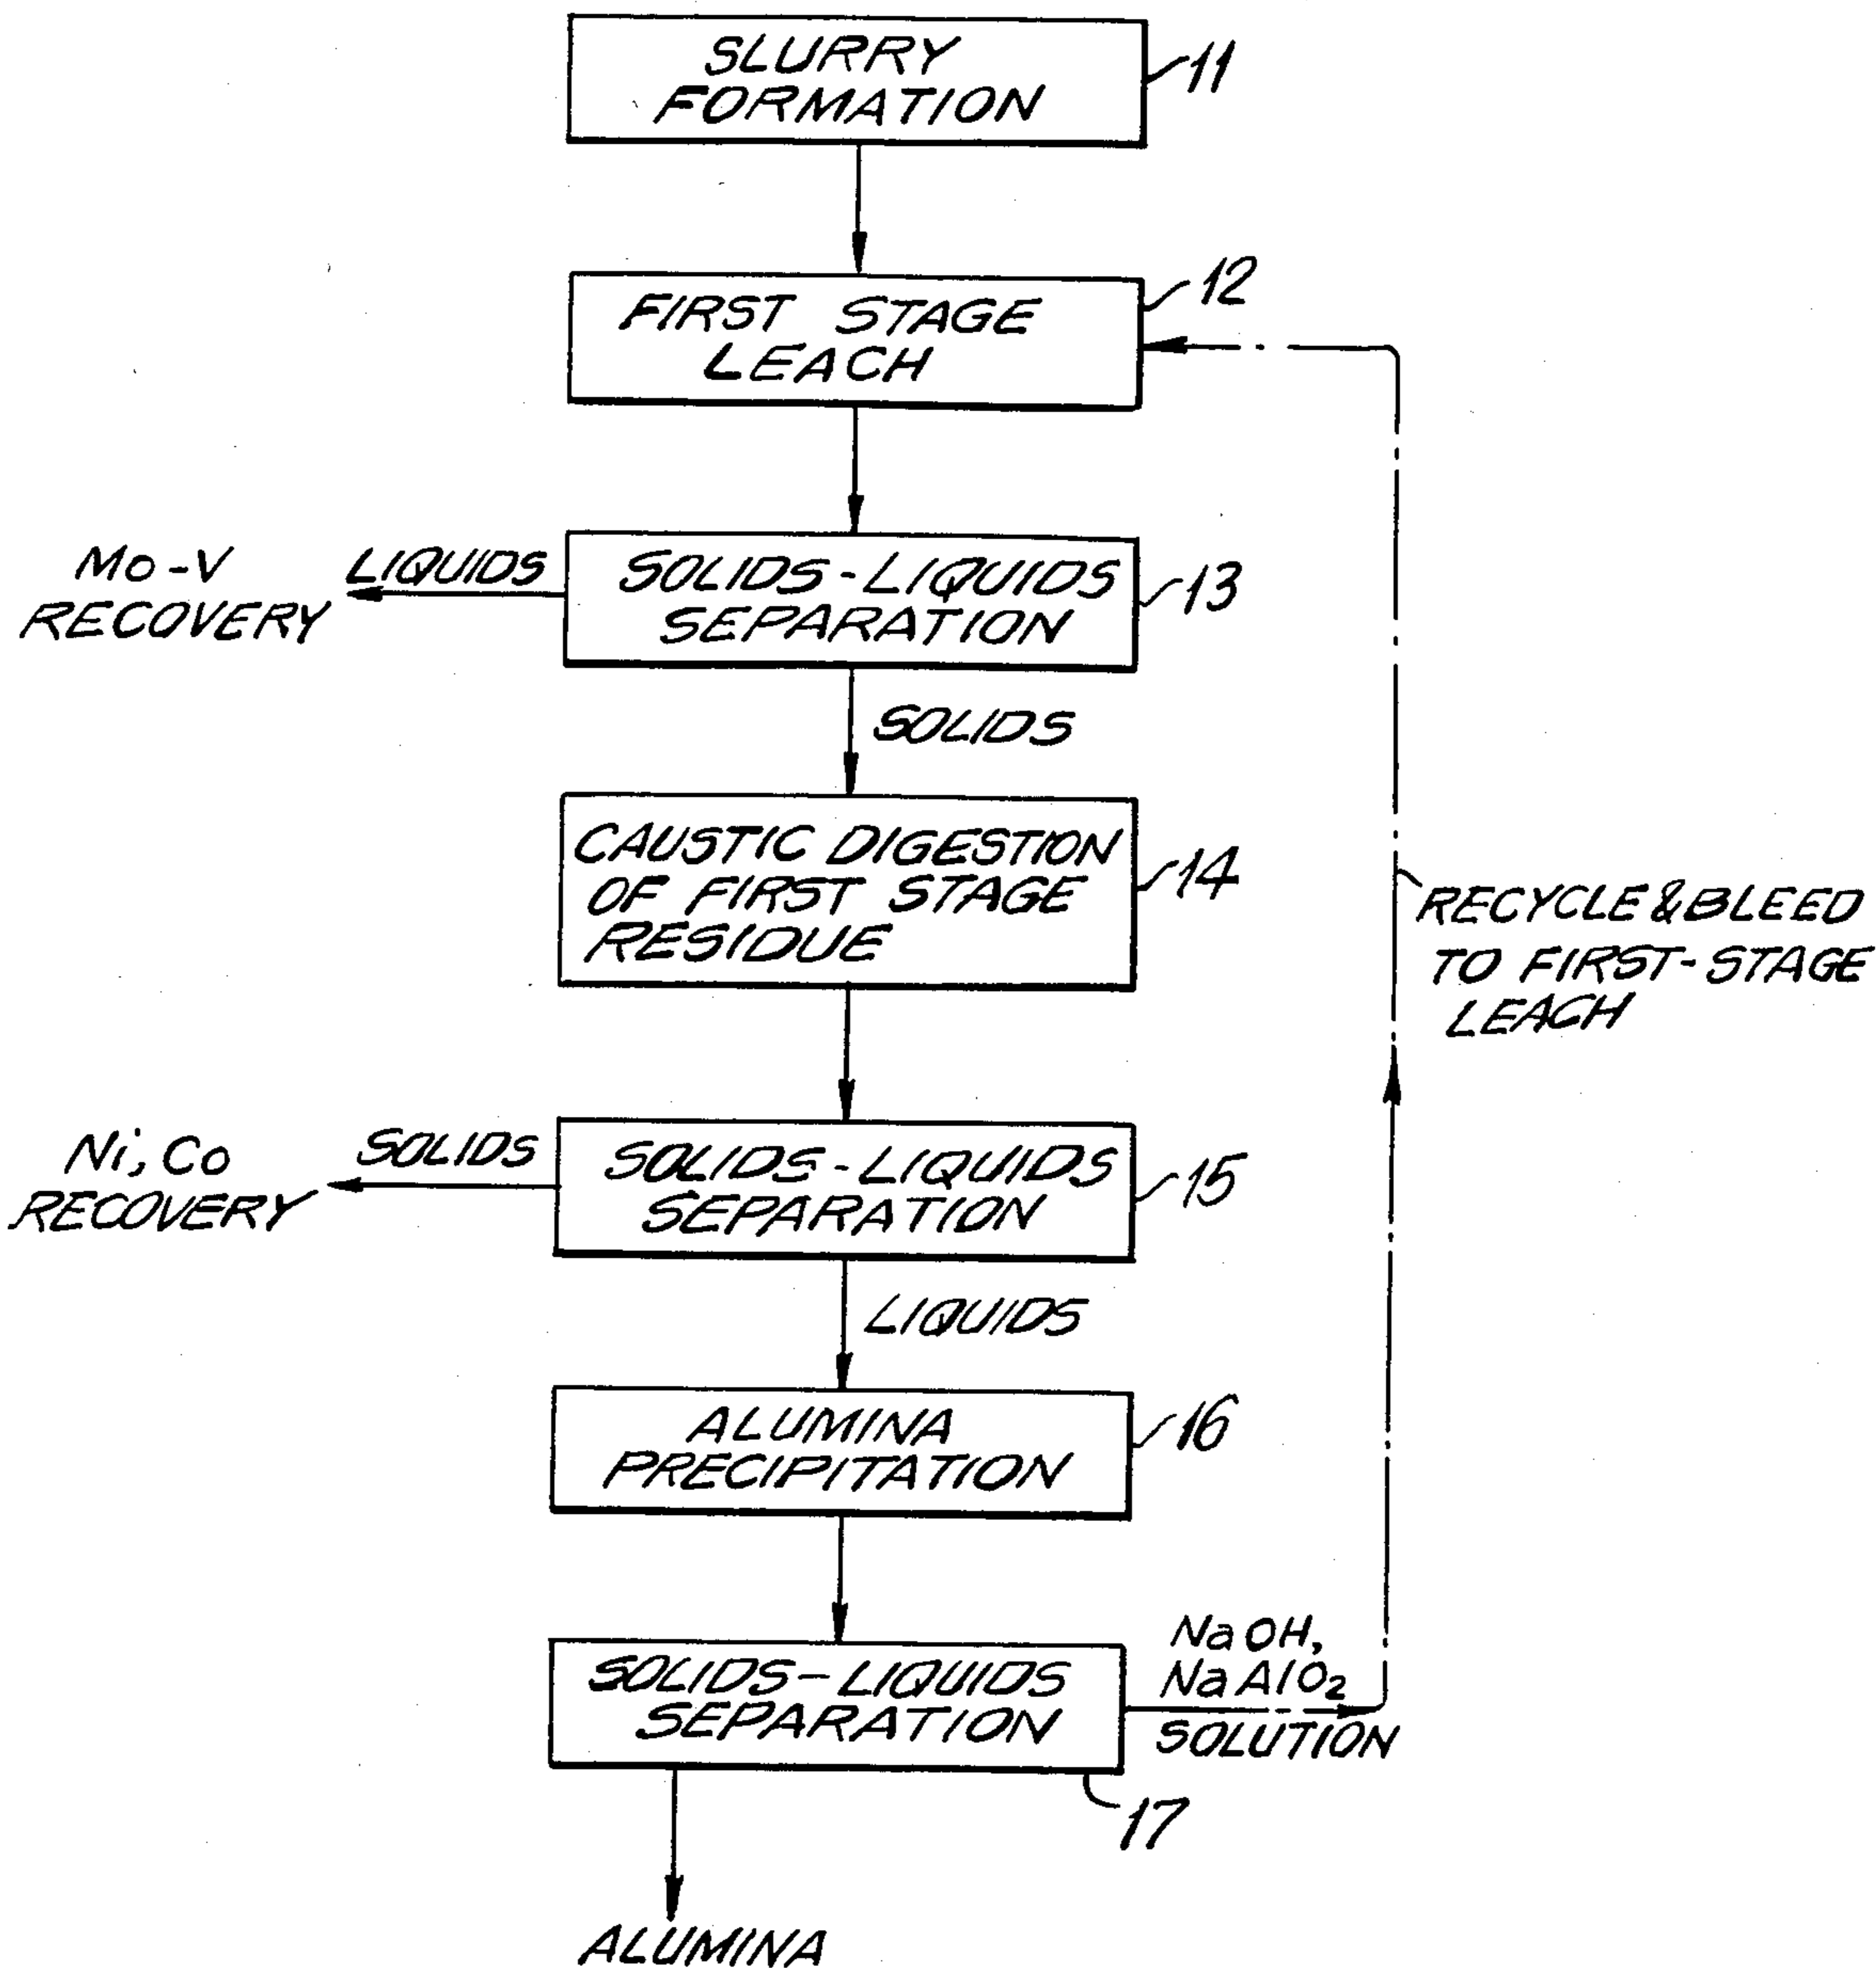 SLURRY
FORMATION
11
FIRST STAGE
LEACH
12
Mo-V
RECOVERY
LIQUIDS
SOLIDS-LIQUIDS
SEPARATION
13
SOLIDS
CAUSTIC DIGESTION
OF FIRST STAGE
RESIDUE
14
RECYCLE & BLEED
TO FIRST-STAGE
LEACH
Ni, Co
RECOVERY
SOLIDS
SOLIDS-LIQUIDS
SEPARATION
15
LIQUIDS
ALUMINA
PRECIPITATION
16
SOLIDS-LIQUIDS
SEPARATION
17
NaOH,
NaAlO₂
SOLUTION
ALUMINA